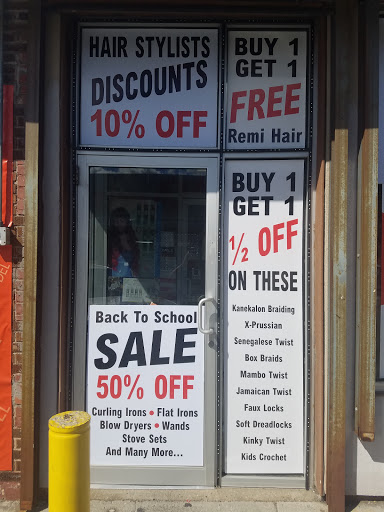 HAIR STYLISTS
DISCOUNTS
10% OFF
BUY 1
GET 1
FREE
Remi Hair
BUY 1
GET 1
½ OFF
ON THESE
Kanekalon Braiding
X-Prussian
Senegalese Twist
Box Braids
Mambo Twist
Jamaican Twist
Faux Locks
Soft Dreadlocks
Kinky Twist
Kids Crochet
Back To School
SALE
50% OFF
Curling Irons • Flat Irons
Blow Dryers • Wands
Stove Sets
And Many More...